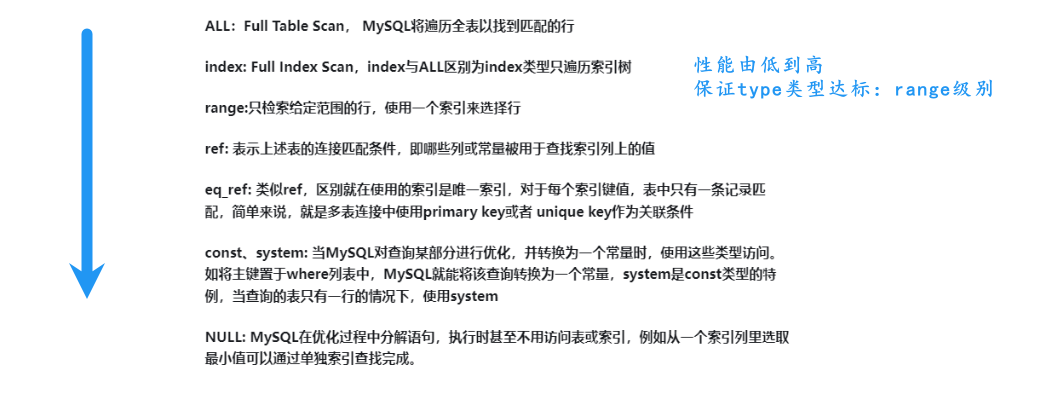 ALL：Full Table Scan， MySQL将遍历全表以找到匹配的行
index: Full Index Scan，index与ALL区别为index类型只遍历索引树
性能由低到高
保证type类型达标：range级别
range:只检索给定范围的行，使用一个索引来选择行
ref: 表示上述表的连接匹配条件，即哪些列或常量被用于查找索引列上的值
eq_ref: 类似ref，区别就在使用的索引是唯一索引，对于每个索引键值，表中只有一条记录匹
配，简单来说，就是多表连接中使用primary key或者 unique key作为关联条件
const、system: 当MySQL对查询某部分进行优化，并转换为一个常量时，使用这些类型访问。
如将主键置于where列表中，MySQL就能将该查询转换为一个常量，system是const类型的特
例，当查询的表只有一行的情况下，使用system
NULL: MySQL在优化过程中分解语句，执行时甚至不用访问表或索引，例如从一个索引列里选取
最小值可以通过单独索引查找完成。